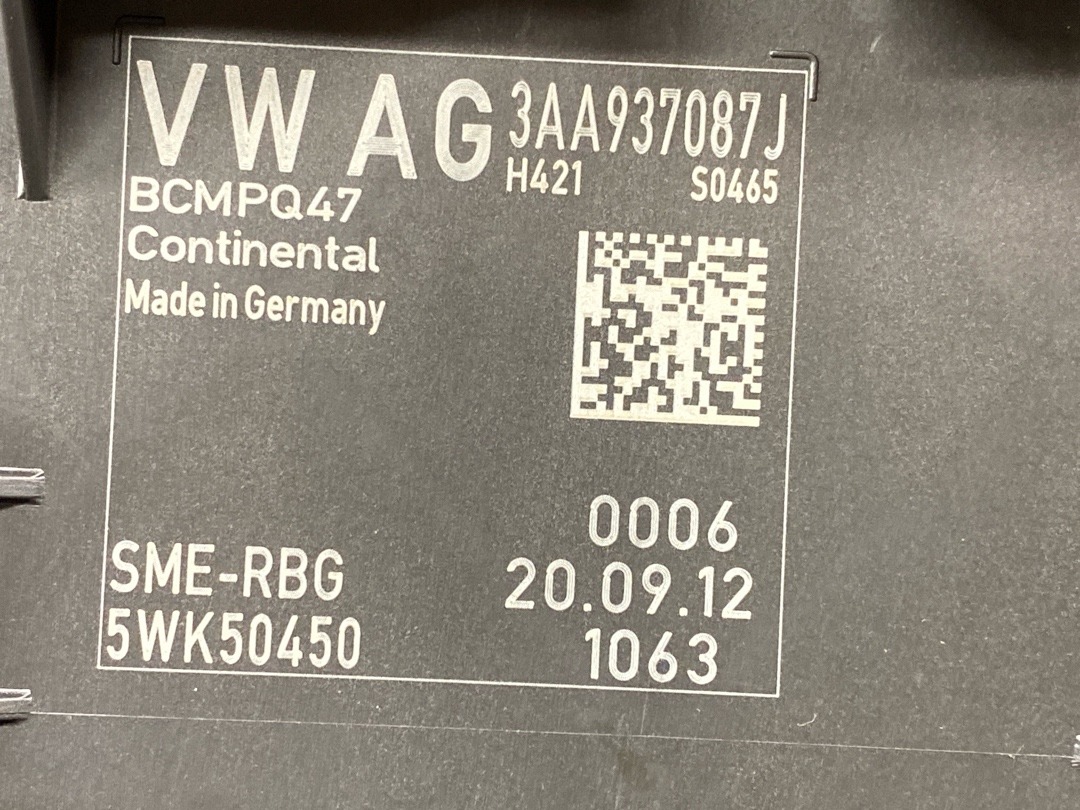 VW AG 3AA937087J
H421 S0465
BCMPQ47
Continental
Made in Germany
0006
SME-RBG 20.09.12
5WK50450 1063